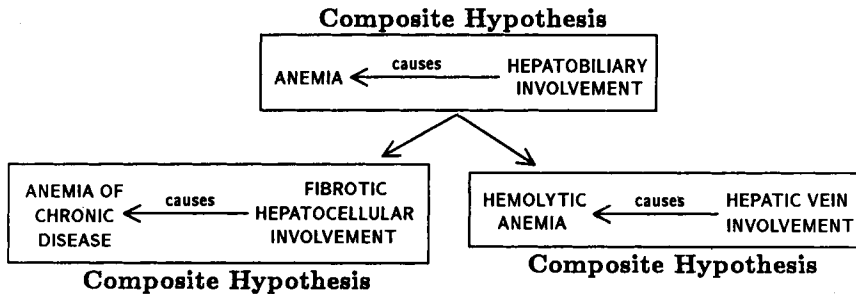 Composite Hypothesis
ANEMIA
causes
HEPATOBILIARY
INVOLVEMENT
ANEMIA OF
CHRONIC
DISEASE
causes
FIBROTIC
HEPATOCELLULAR
INVOLVEMENT
Composite Hypothesis
HEMOLYTIC
ANEMIA
causes
HEPATIC VEIN
INVOLVEMENT
Composite Hypothesis